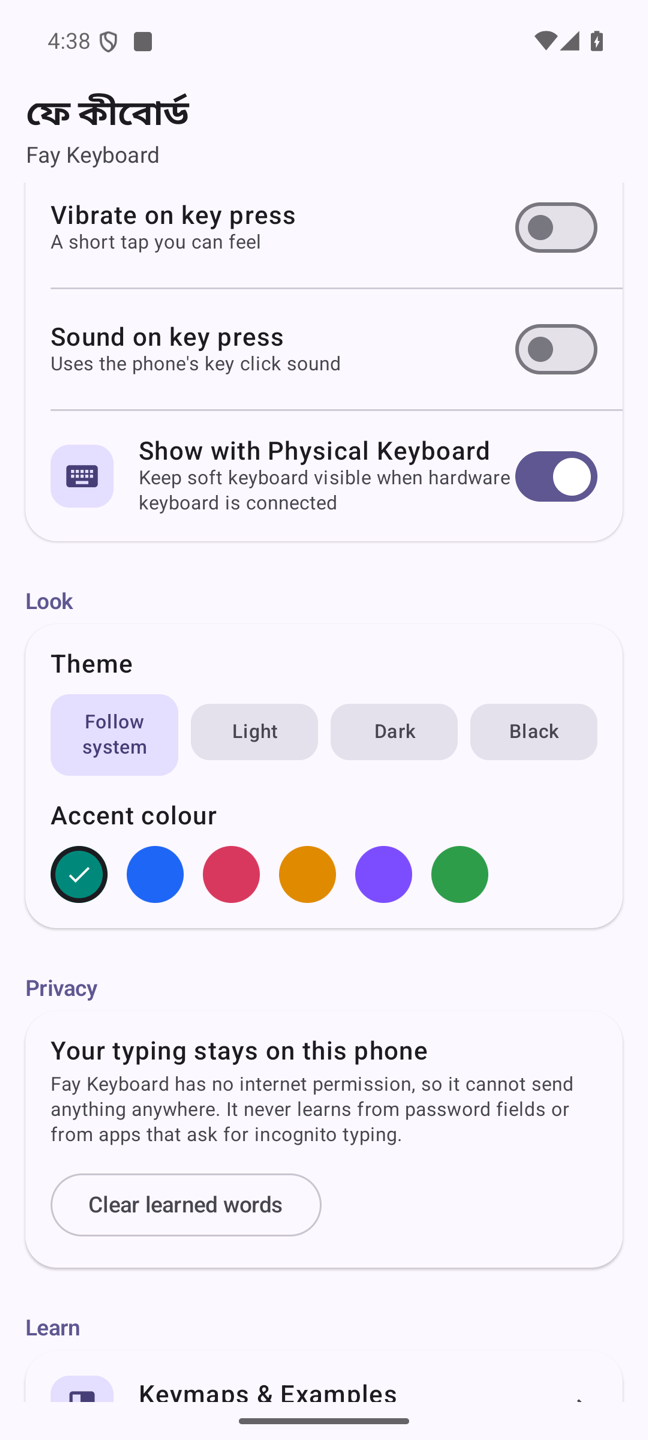 4:38
ফে কীবোর্ড
Fay Keyboard
Vibrate on key press
A short tap you can feel
Sound on key press
Uses the phone's key click sound
Show with Physical Keyboard
Keep soft keyboard visible when hardware
keyboard is connected
Look
Theme
Follow
system
Light
Dark
Black
Accent colour
Privacy
Your typing stays on this phone
Fay Keyboard has no internet permission, so it cannot send
anything anywhere. It never learns from password fields or
from apps that ask for incognito typing.
Clear learned words
Learn
Keymaps & Examples